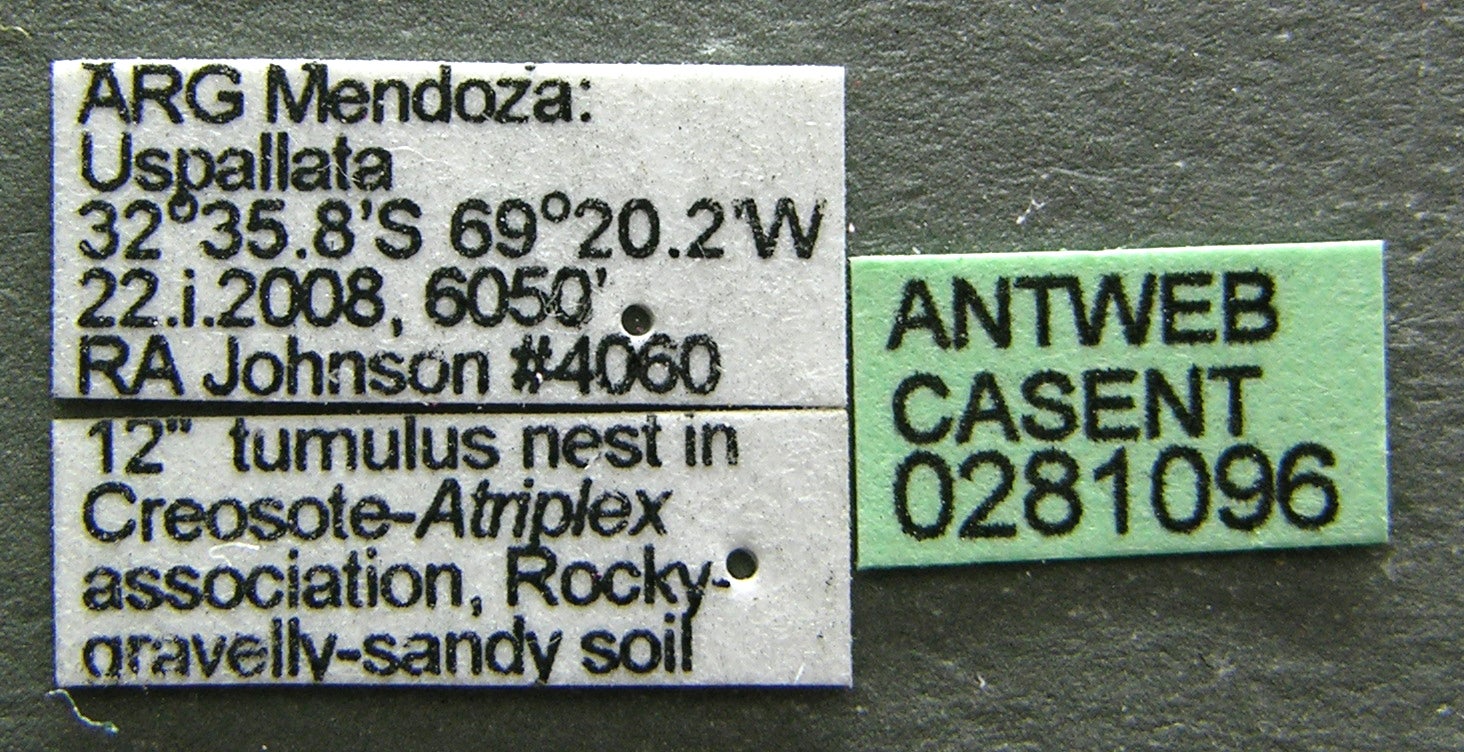 ARG Mendoza:
Uspallata
32°35.8'S 69°20.2'W
22.i.2008, 6050'
RA Johnson #4060
12" tumulus nest in
Creosote-Atriplex
association, Rocky-
gravelly-sandy soil
ANTWEB
CASENT
0281096